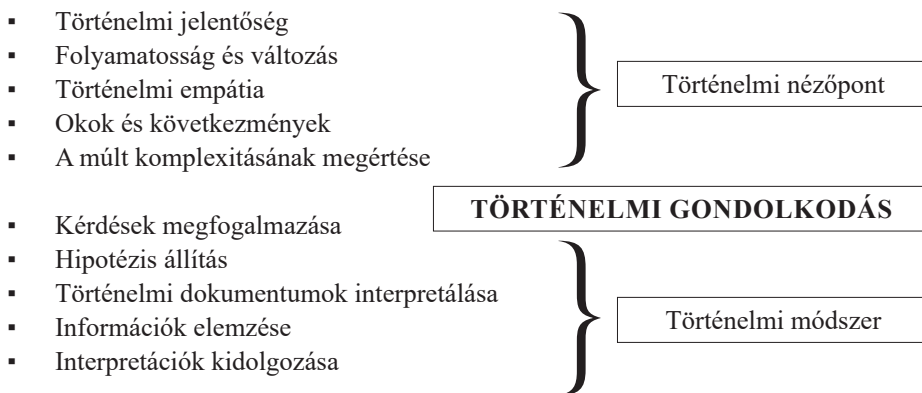 ▪ Történelmi jelentőség
▪ Folyamatosság és változás
▪ Történelmi empátia
▪ Okok és következmények
▪ A múlt komplexitásának megértése
Történelmi nézőpont
TÖRTÉNELMI GONDOLKODÁS
▪ Kérdések megfogalmazása
▪ Hipotézis állítás
▪ Történelmi dokumentumok interpretálása
▪ Információk elemzése
▪ Interpretációk kidolgozása
Történelmi módszer